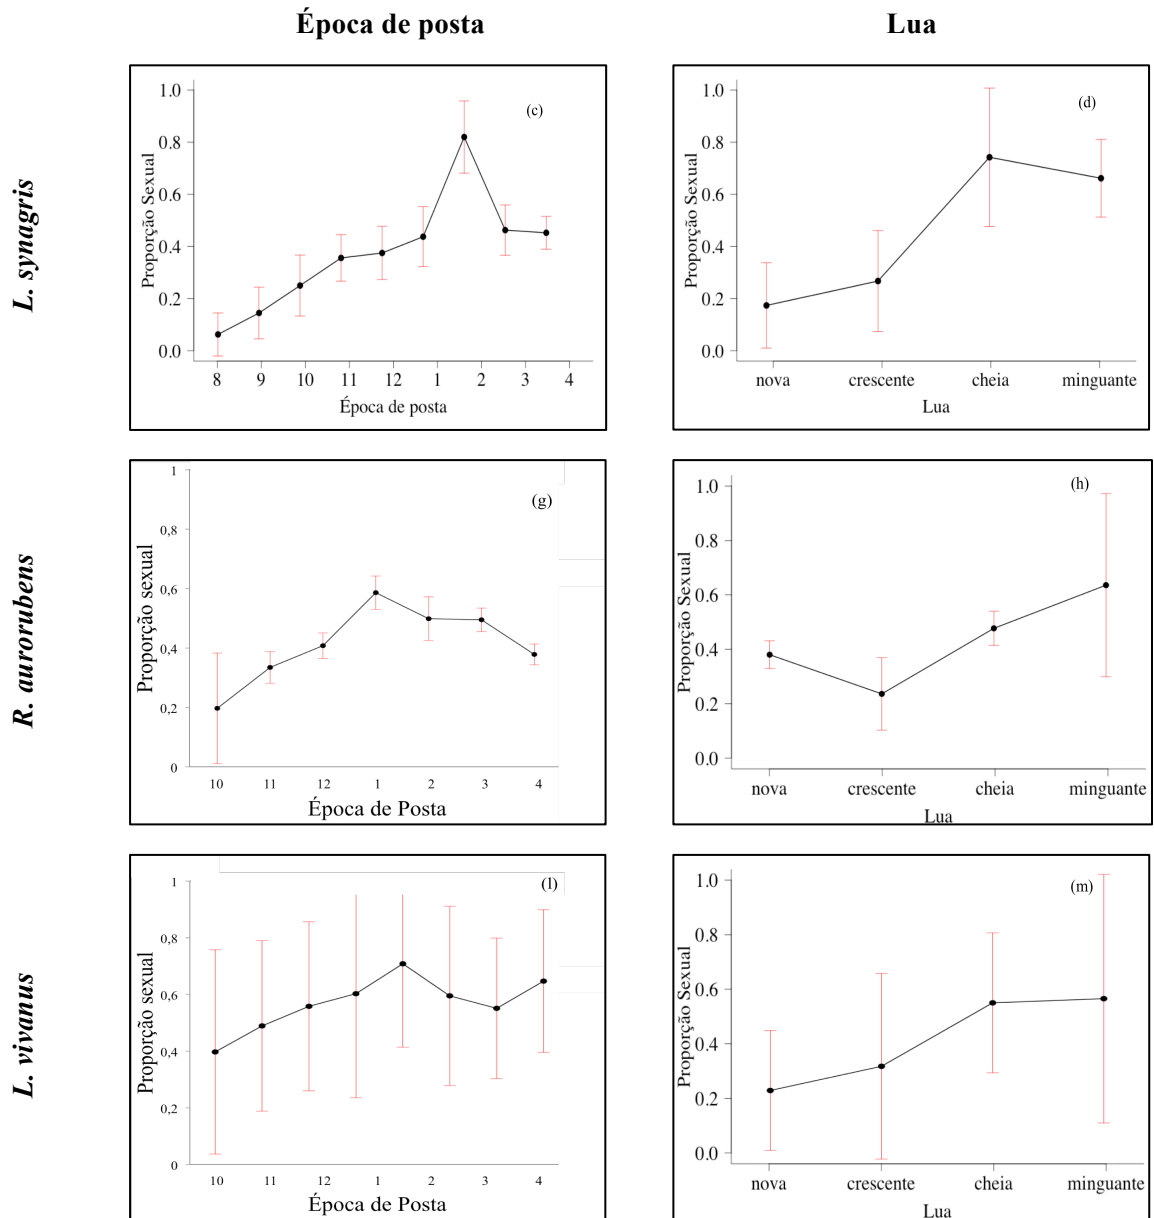 Época de posta Lua
L. synagris
1.0
0.8
0.6
0.4
0.2
0.0
Proporção Sexual
(c)
8 9 10 11 12 1 2 3 4
Época de posta
1.0
0.8
0.6
0.4
0.2
0.0
Proporção Sexual
(d)
nova crescente cheia minguante
Lua
R. aurorubens
1
0,8
0,6
0,4
0,2
0
Proporção sexual
(g)
10 11 12 1 2 3 4
Época de Posta
1.0
0.8
0.6
0.4
0.2
0.0
Proporção Sexual
(h)
nova crescente cheia minguante
Lua
L. vivanus
1
0,8
0,6
0,4
0,2
0
Proporção sexual
(l)
10 11 12 1 2 3 4
Época de Posta
1.0
0.8
0.6
0.4
0.2
0.0
Proporção Sexual
(m)
nova crescente cheia minguante
Lua